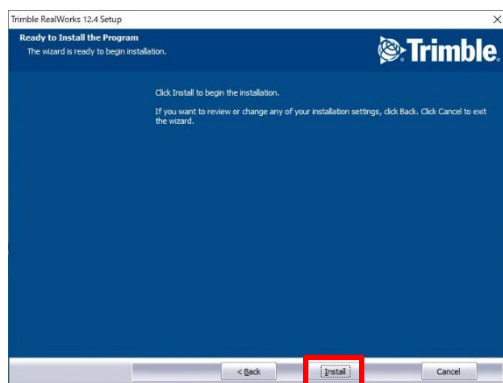 Trimble RealWorks 12.4 Setup
Ready to Install the Program
The wizard is ready to begin installation.
Trimble.
Click Install to begin the installation.
If you want to review or change any of your installation settings, click Back. Click Cancel to exit
the wizard.
< Back
Install
Cancel